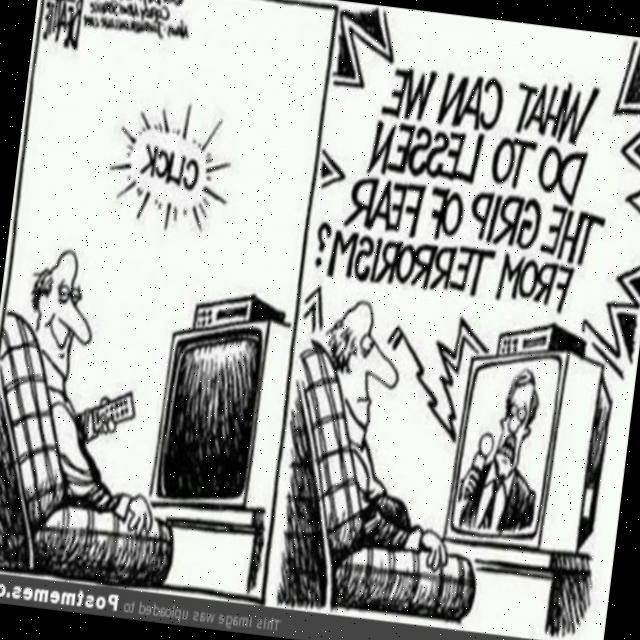 WHAT CAN WE
DO TO LESSEN
THE GRIP OF FEAR
FROM TERRORISM?
CLICK
This image was uploaded to Postmemes.c